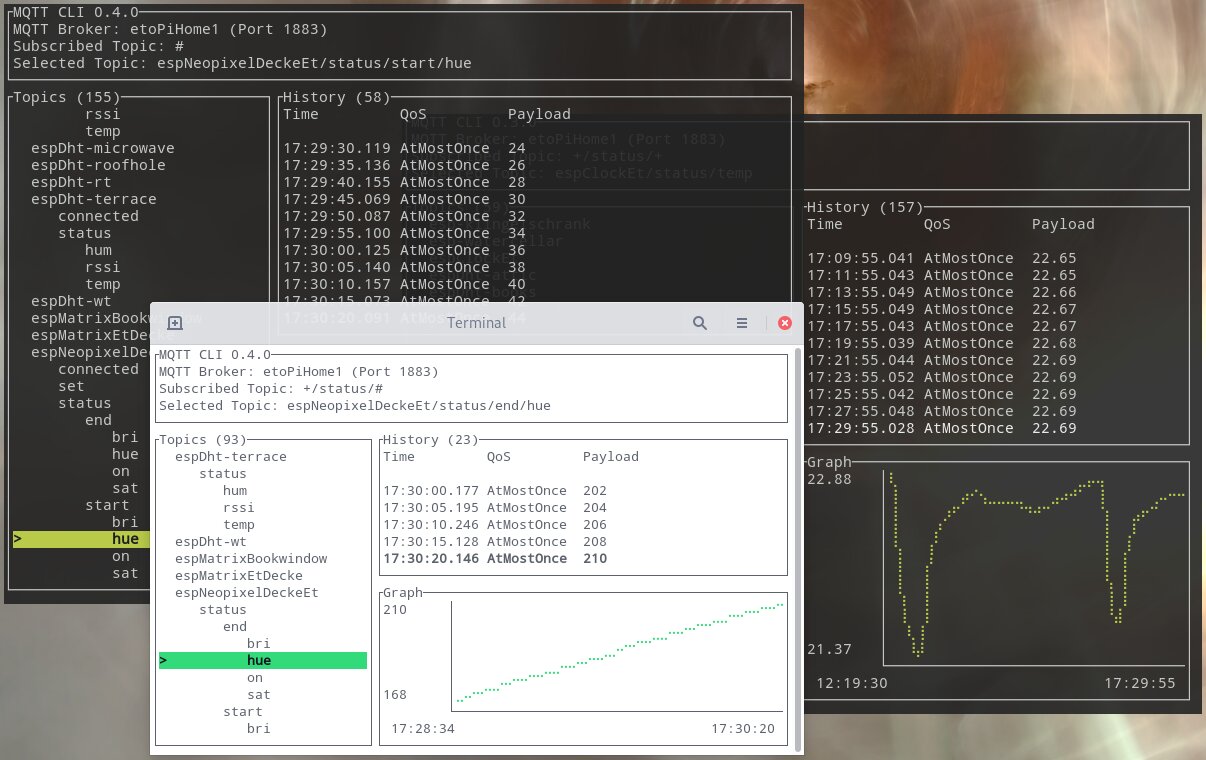 MQTT CLI 0.4.0
MQTT Broker: etoPiHome1 (Port 1883)
Subscribed Topic: #
Selected Topic: espNeopixelDeckeEt/status/start/hue
Topics (155)
rssi
temp
espDht-microwave
espDht-roofhole
espDht-rt
espDht-terrace
connected
status
hum
rssi
temp
espDht-wt
espMatrixBookwindow
espMatrixEtDecke
espNeopixelDec
connected
set
status
end
bri
hue
on
sat
start
bri
> hue
on
sat
History (58)
Time QoS Payload
17:29:30.119 AtMostOnce 24
17:29:35.136 AtMostOnce 26
17:29:40.155 AtMostOnce 28
17:29:45.069 AtMostOnce 30
17:29:50.087 AtMostOnce 32
17:29:55.100 AtMostOnce 34
17:30:00.125 AtMostOnce 36
17:30:05.140 AtMostOnce 38
17:30:10.157 AtMostOnce 40
17:30:15.073 AtMostOnce 42
17:30:20.091 44
MQTT Broker: etoPiHome1 (Port 1883)
Topic: +/status/+
Topic: espClockEt/status/temp
History (157)
Time QoS Payload
17:09:55.041 AtMostOnce 22.65
17:11:55.043 AtMostOnce 22.65
17:13:55.049 AtMostOnce 22.66
17:15:55.049 AtMostOnce 22.67
17:17:55.043 AtMostOnce 22.67
17:19:55.039 AtMostOnce 22.68
17:21:55.044 AtMostOnce 22.69
17:23:55.052 AtMostOnce 22.69
17:25:55.042 AtMostOnce 22.69
17:27:55.048 AtMostOnce 22.69
17:29:55.028 AtMostOnce 22.69
Graph
22.88
21.37
12:19:30 17:29:55
Terminal
MQTT CLI 0.4.0
MQTT Broker: etoPiHome1 (Port 1883)
Subscribed Topic: +/status/#
Selected Topic: espNeopixelDeckeEt/status/end/hue
Topics (93)
espDht-terrace
status
hum
rssi
temp
espDht-wt
espMatrixBookwindow
espMatrixEtDecke
espNeopixelDeckeEt
status
end
bri
> hue
on
sat
start
bri
History (23)
Time QoS Payload
17:30:00.177 AtMostOnce 202
17:30:05.195 AtMostOnce 204
17:30:10.246 AtMostOnce 206
17:30:15.128 AtMostOnce 208
17:30:20.146 AtMostOnce 210
Graph
210
168
17:28:34 17:30:20